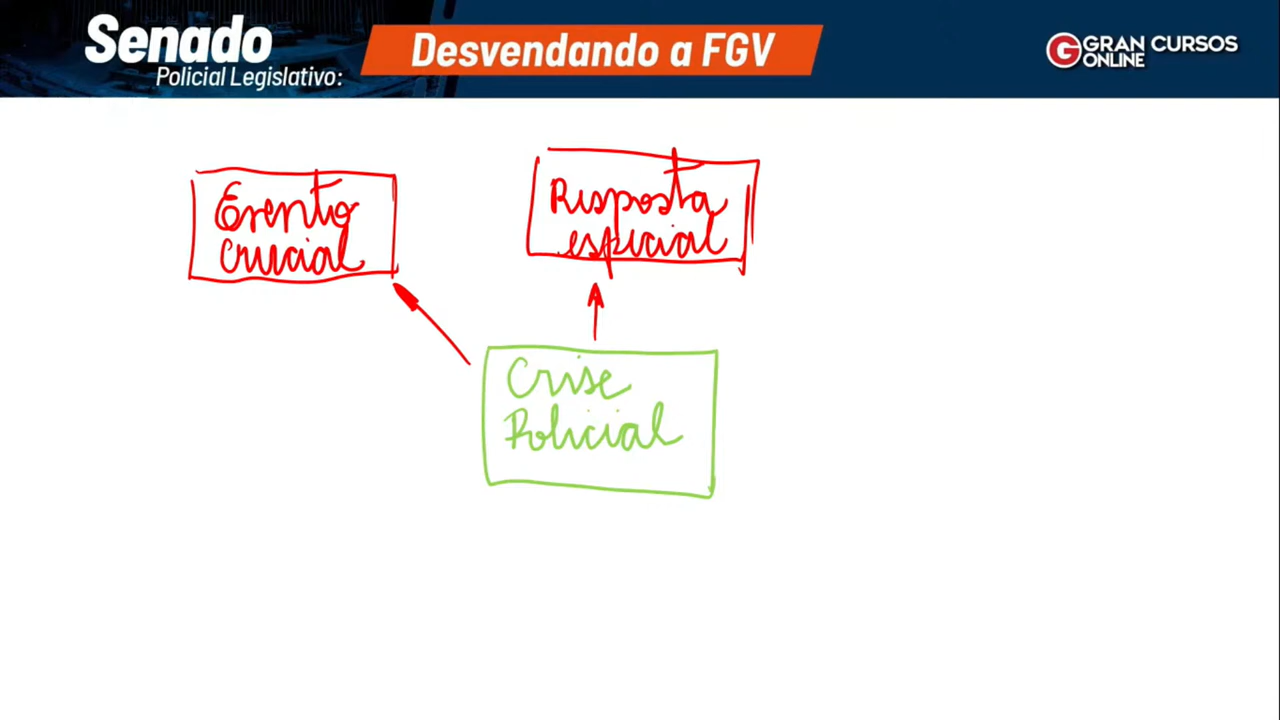 Senado
Policial Legislativo:
Desvendando a FGV
G GRAN CURSOS
ONLINE
Evento
crucial
Resposta
especial
Crise
Policial